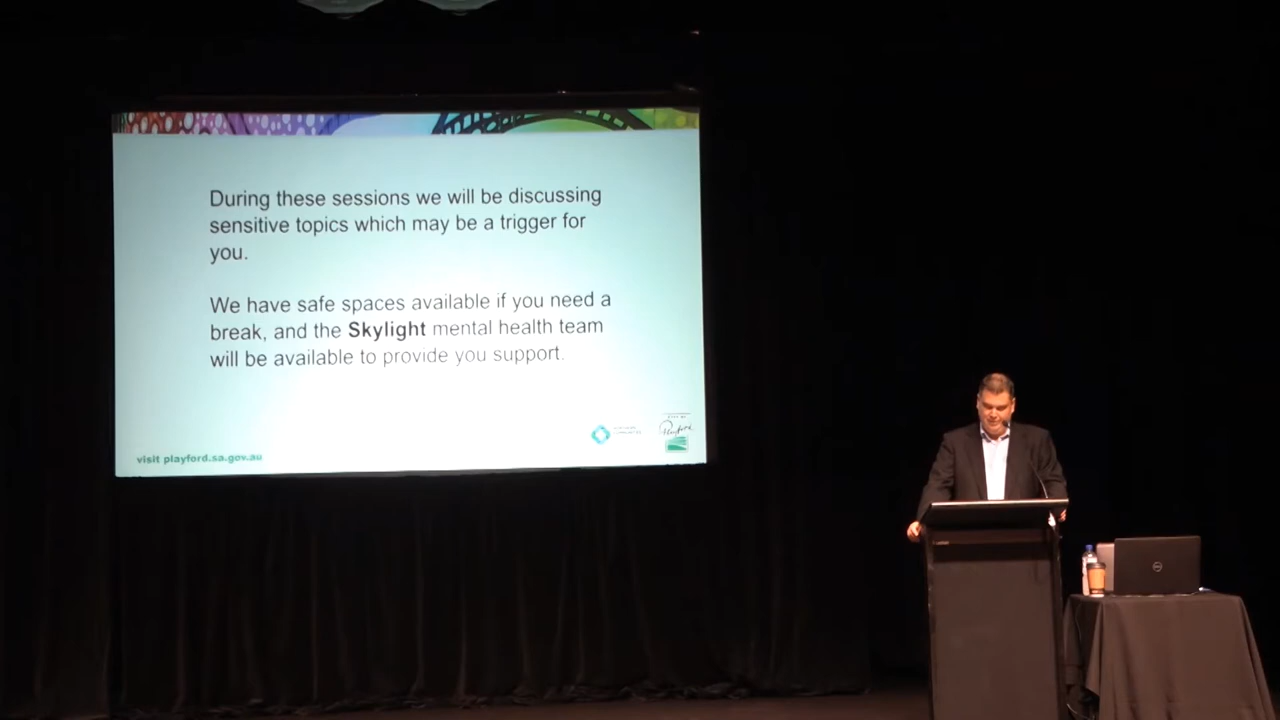 During these sessions we will be discussing
sensitive topics which may be a trigger for
you.
We have safe spaces available if you need a
break, and the Skylight mental health team
will be available to provide you support.
visit playford.sa.gov.au
Playford
DELL